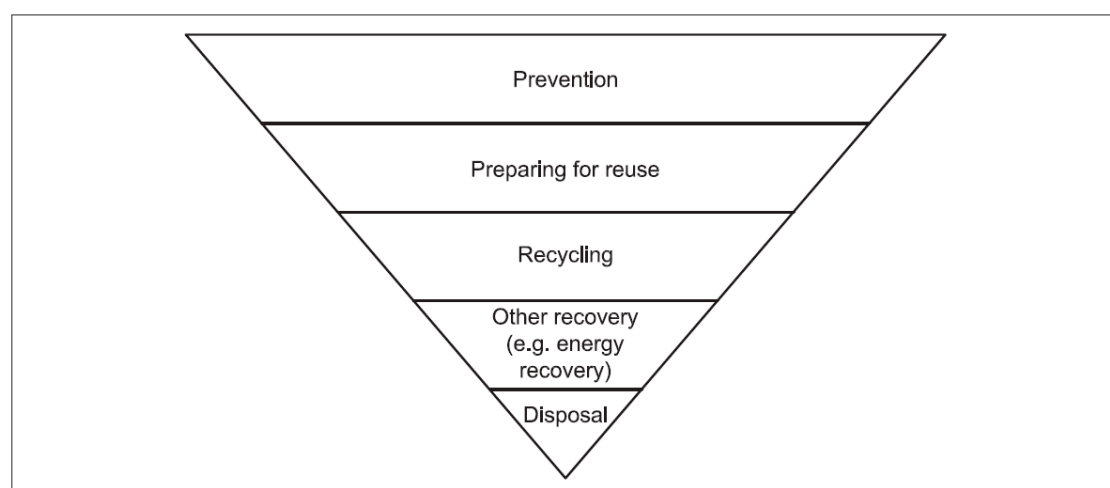 Prevention
Preparing for reuse
Recycling
Other recovery
(e.g. energy
recovery)
Disposal